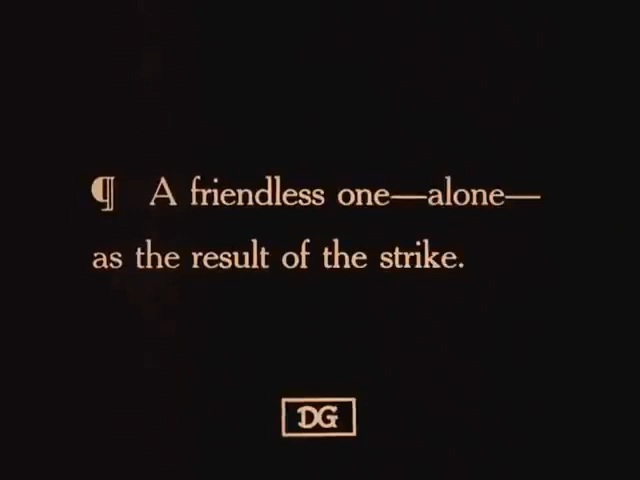 ¶ A friendless one—alone—
as the result of the strike.
DG